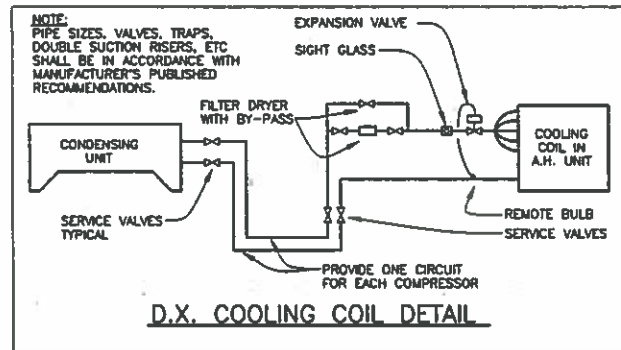 NOTE:
PIPE SIZES, VALVES, TRAPS,
DOUBLE SUCTION RISERS, ETC
SHALL BE IN ACCORDANCE WITH
MANUFACTURER'S PUBLISHED
RECOMMENDATIONS.
EXPANSION VALVE
SIGHT GLASS
FILTER DRYER
WITH BY-PASS
CONDENSING
UNIT
COOLING
COIL IN
A.H. UNIT
SERVICE VALVES
TYPICAL
REMOTE BULB
SERVICE VALVES
PROVIDE ONE CIRCUIT
FOR EACH COMPRESSOR
D.X. COOLING COIL DETAIL